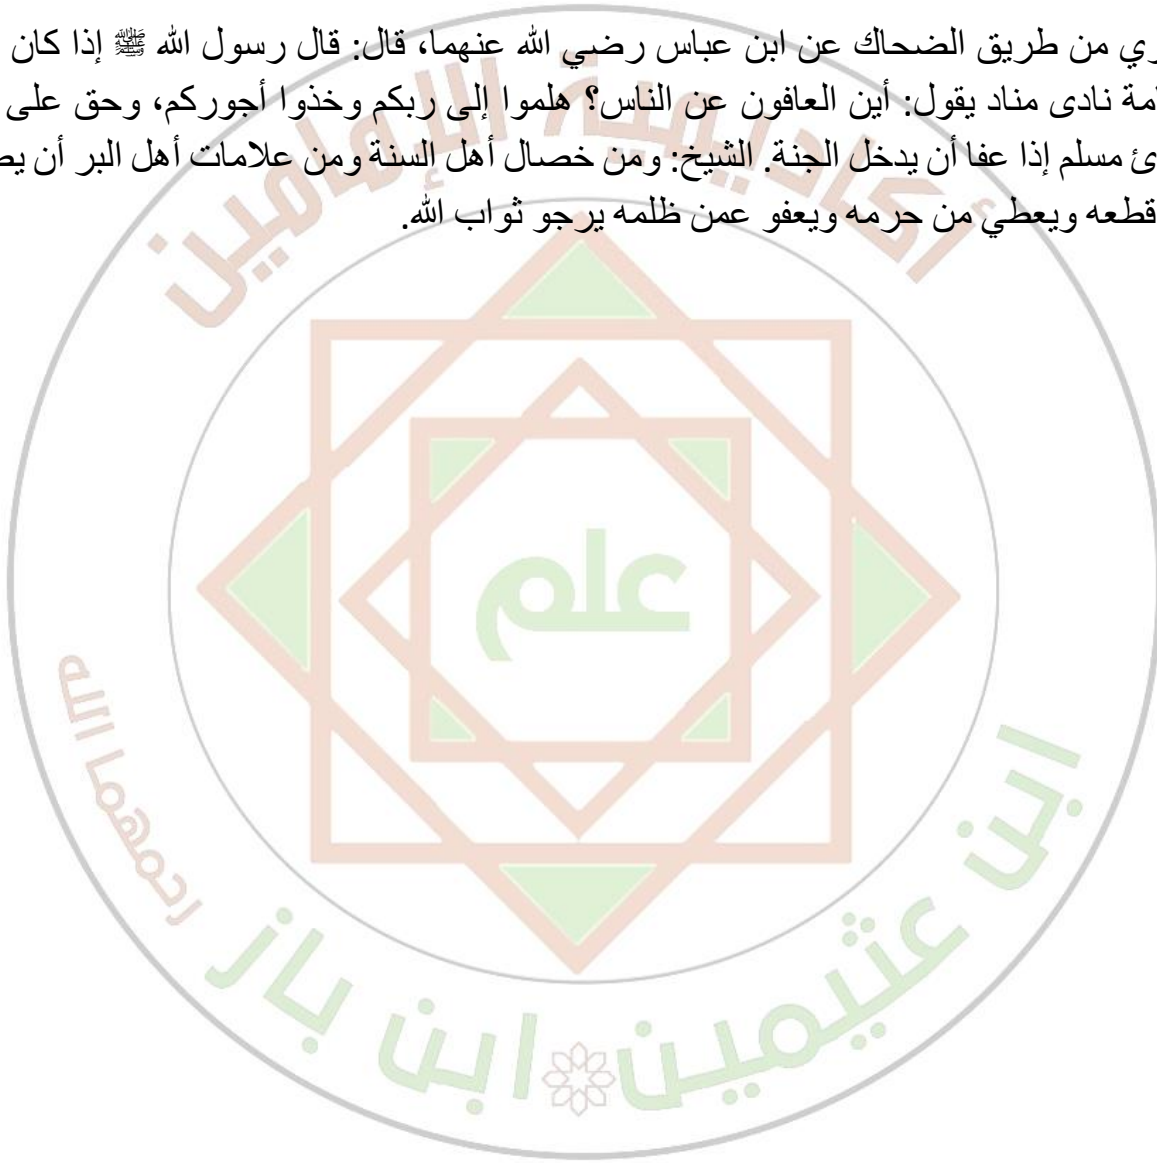 ري من طريق الضحاك عن ابن عباس رضي الله عنهما، قال: قال رسول الله ﷺ إذا كان
امة نادى مناد يقول: أين العافون عن الناس؟ هلموا إلى ربكم وخذوا أجوركم، وحق على
ئ مسلم إذا عفا أن يدخل الجنة. الشيخ: ومن خصال أهل السنة ومن علامات أهل البر أن يص
قطعه ويعطي من حرمه ويعفو عمن ظلمه يرجو ثواب الله.
أكاديمية الإمامين
علم
ابن عثيمين ابن باز
رحمهما الله